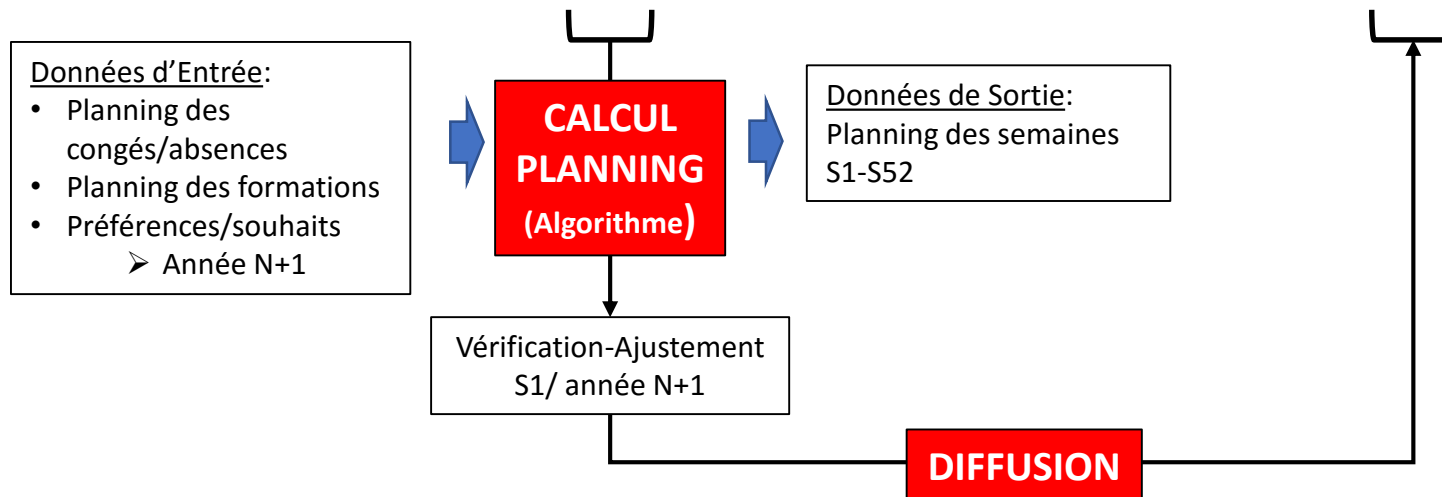 Données d'Entrée:
• Planning des
congés/absences
• Planning des formations
• Préférences/souhaits
➢ Année N+1
CALCUL
PLANNING
(Algorithme)
Données de Sortie:
Planning des semaines
S1-S52
Vérification-Ajustement
S1/ année N+1
DIFFUSION